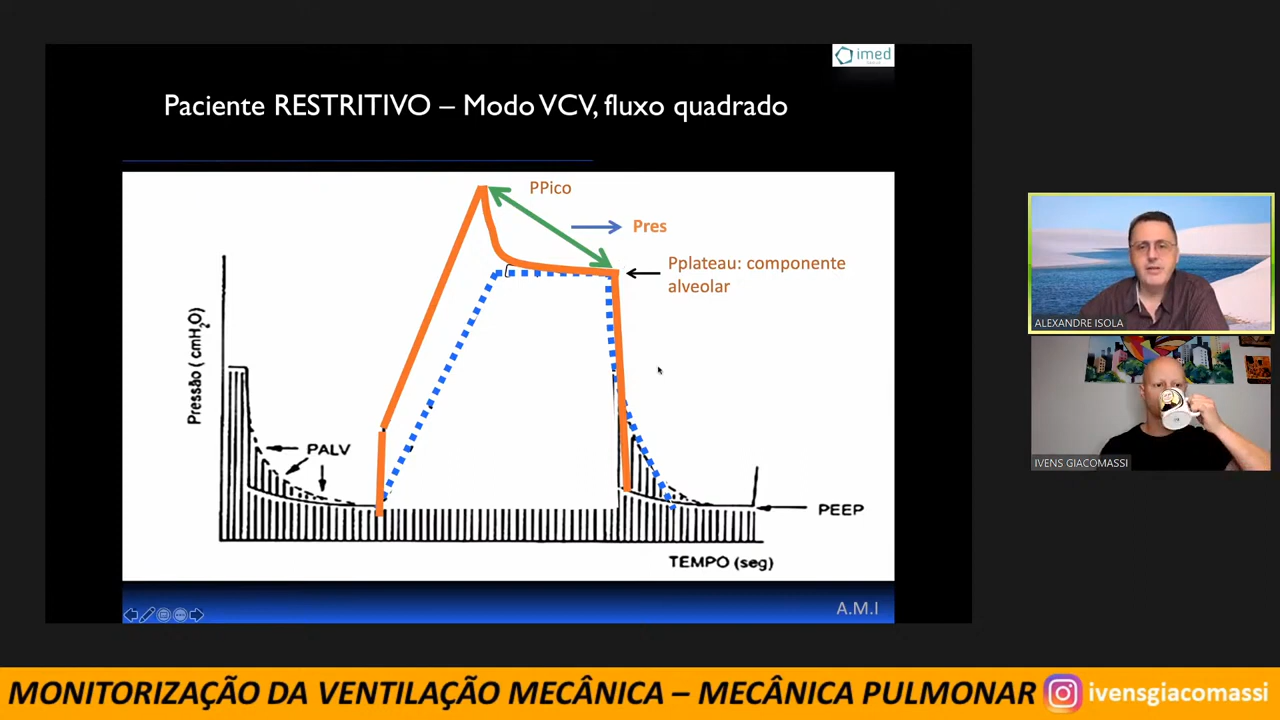 imed
Paciente RESTRITIVO – Modo VCV, fluxo quadrado
PPico
Pres
Pplateau: componente
alveolar
Pressão ( cmH2O)
PALV
PEEP
TEMPO (seg)
A.M.I
ALEXANDRE ISOLA
IVENS GIACOMASSI
MONITORIZAÇÃO DA VENTILAÇÃO MECÂNICA – MECÂNICA PULMONAR
ivensgiacomassi